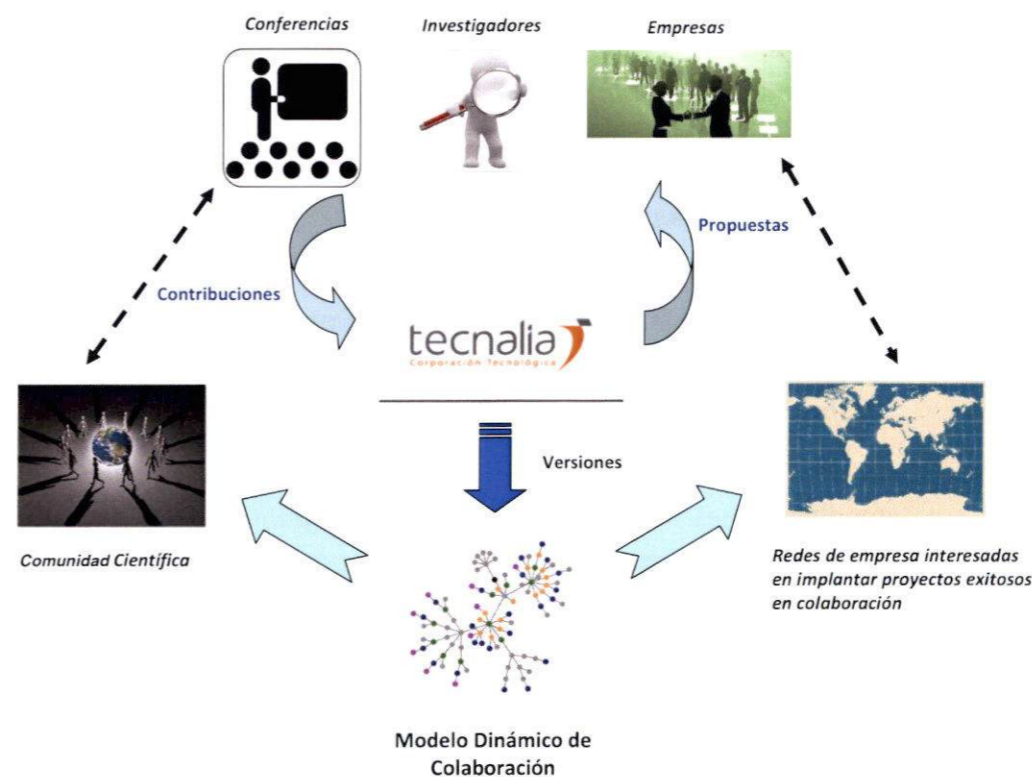 Conferencias
Investigadores
Empresas
Propuestas
Contribuciones
tecnalia
Corporación Tecnológica
Versiones
Comunidad Científica
Redes de empresa interesadas
en implantar proyectos exitosos
en colaboración
Modelo Dinámico de
Colaboración